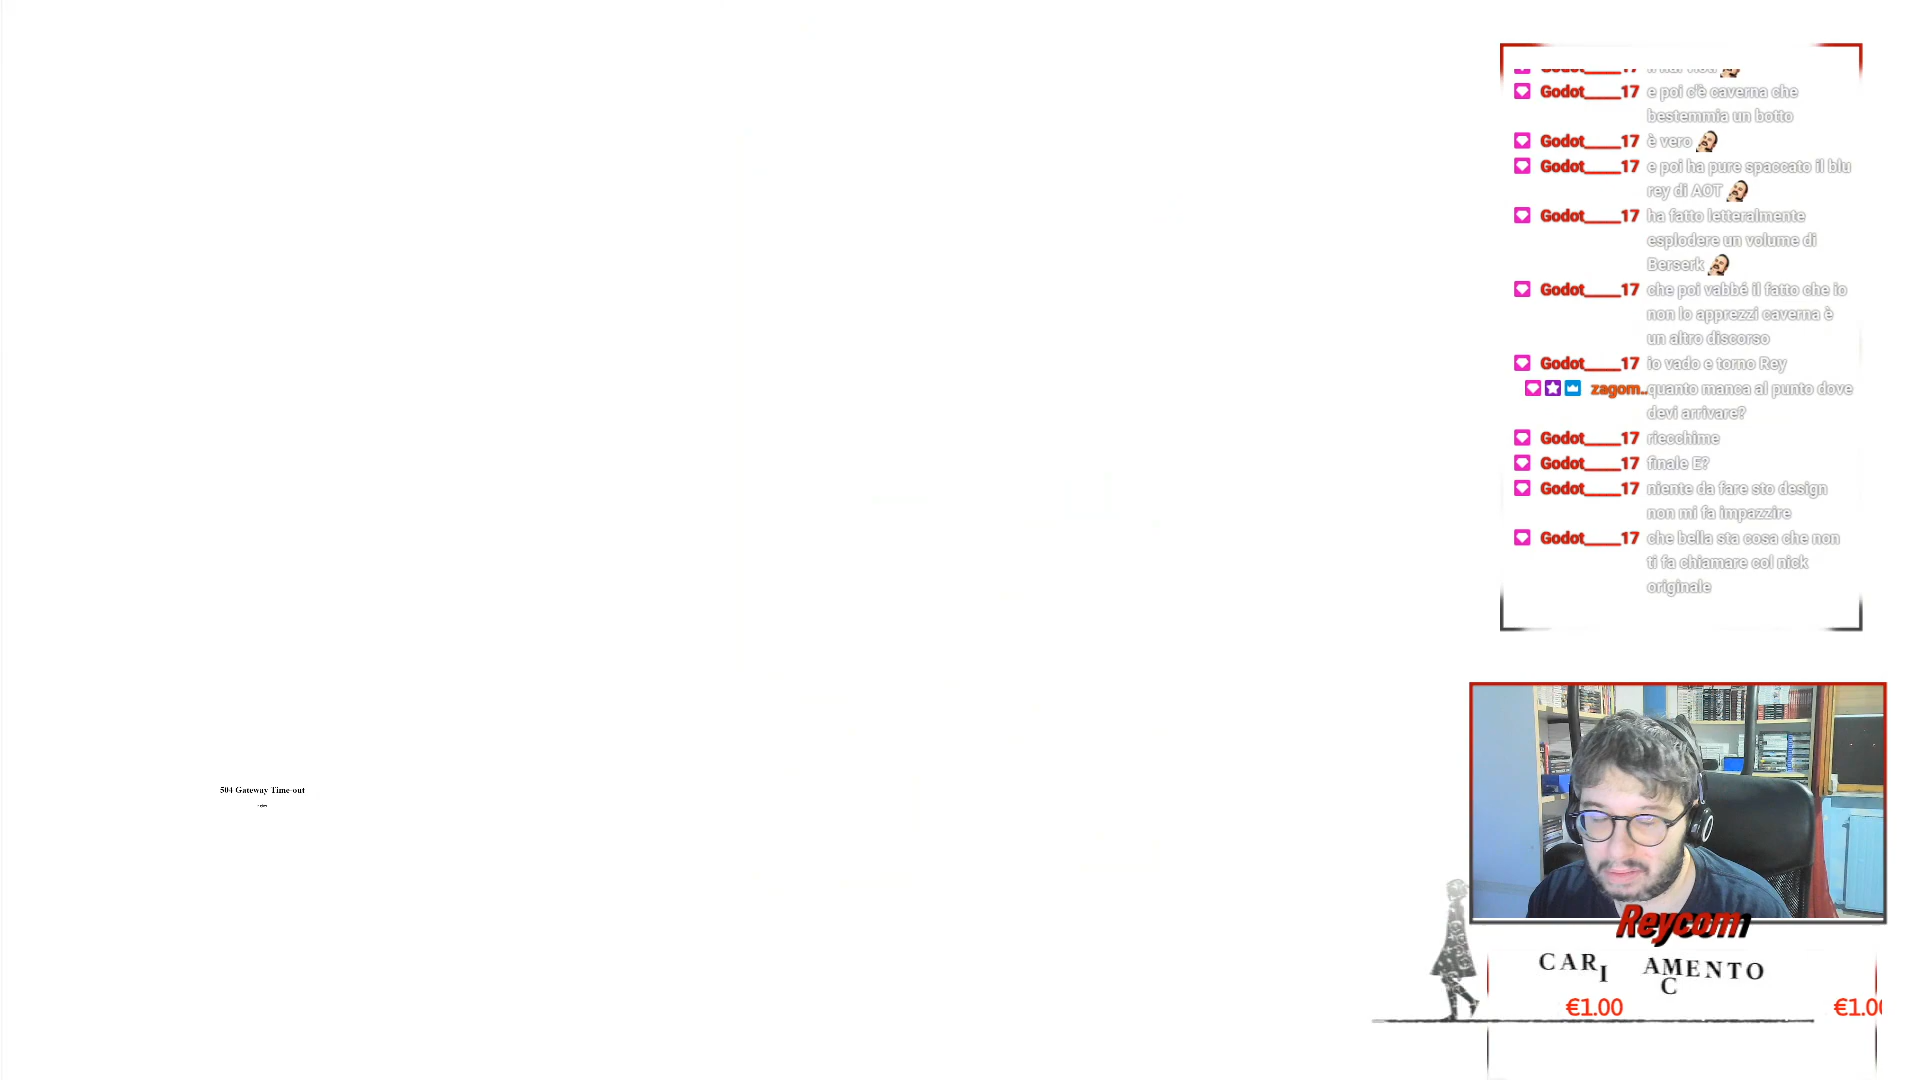 Godot____17
Godot____17 e poi c'è caverna che
bestemmia un botto
Godot____17 è vero
Godot____17 e poi ha pure spaccato il blu
rey di AOT
Godot____17 ha fatto letteralmente
esplodere un volume di
Berserk
Godot____17 che poi vabbé il fatto che io
non lo apprezzi caverna è
un altro discorso
Godot____17 io vado e torno Rey
zagom.. quanto manca al punto dove
devi arrivare?
Godot____17 riecchime
Godot____17 finale E?
Godot____17 niente da fare sto design
non mi fa impazzire
Godot____17 che bella sta cosa che non
ti fa chiamare col nick
originale
504 Gateway Time-out
Reycom
CARICAMENTO
€1.00 €1.00